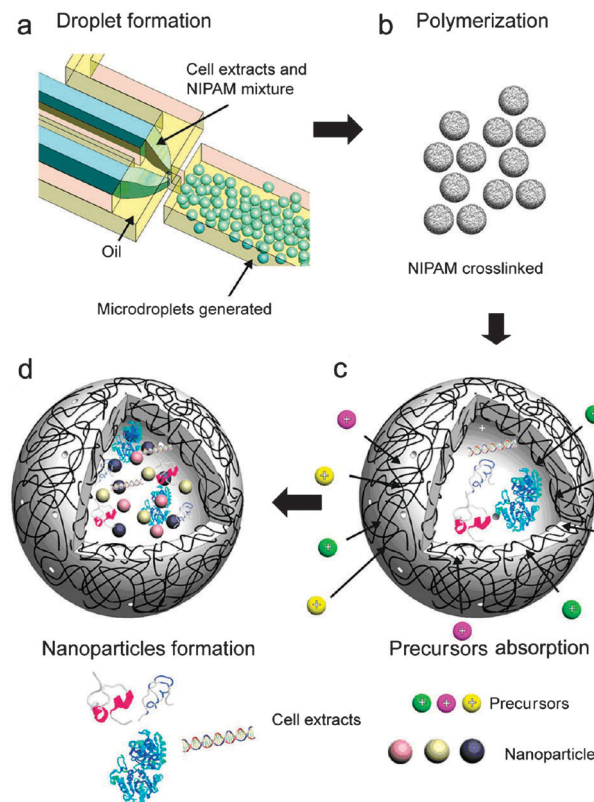 a
Droplet formation
b
Polymerization
Cell extracts and
NIPAM mixture
Oil
Microdroplets generated
NIPAM crosslinked
d
c
Nanoparticles formation
Precursors absorption
Cell extracts
Precursors
Nanoparticle